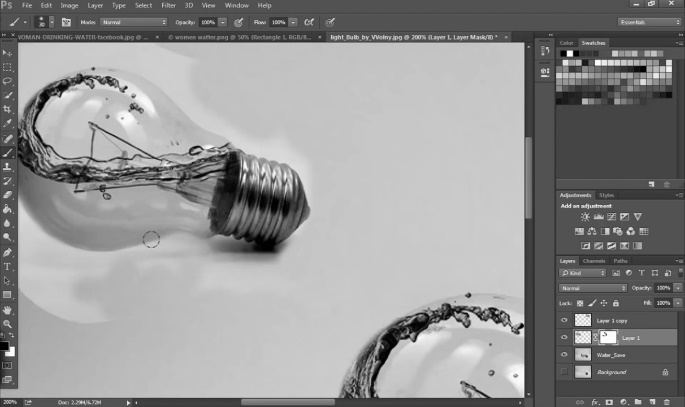 Ps File Edit Image Layer Type Select Filter 3D View Window Help
Modes: Normal Opacity: 100% Flow: 100% Essentials
WOMAN-DRINKING-WATER-facebook.jpg @ © women waffer.png @ 50% (Rectangle 1, RGB/8... light_Bulb_by_VVolny.jpg @ 200% (Layer 1, Layer Mask/8) *
Color Swatches
Adjustments Styles
Add an adjustment
Layers Channels Paths
Kind
Normal Opacity: 100%
Lock: Fill: 100%
Layer 1 copy
Layer 1
Water_Save
Background
200% Doc: 2.29M/6.72M
fx